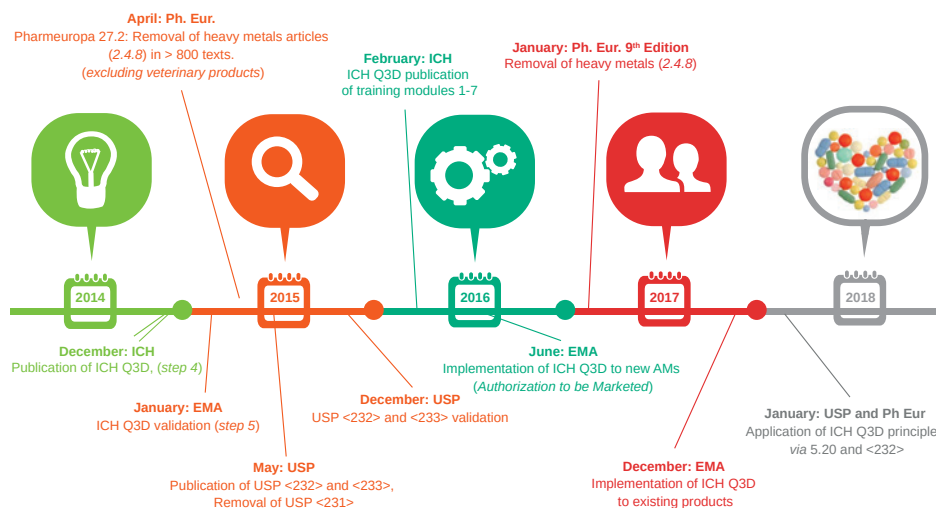 April: Ph. Eur.
Pharmeuropa 27.2: Removal of heavy metals articles
(2.4.8) in > 800 texts.
(excluding veterinary products)
February: ICH
ICH Q3D publication
of training modules 1-7
January: Ph. Eur. 9th Edition
Removal of heavy metals (2.4.8)
2014
2015
2016
2017
2018
December: ICH
Publication of ICH Q3D, (step 4)
January: EMA
ICH Q3D validation (step 5)
May: USP
Publication of USP <232> and <233>,
Removal of USP <231>
December: USP
USP <232> and <233> validation
June: EMA
Implementation of ICH Q3D to new AMs
(Authorization to be Marketed)
December: EMA
Implementation of ICH Q3D
to existing products
January: USP and Ph Eur
Application of ICH Q3D principle
via 5.20 and <232>